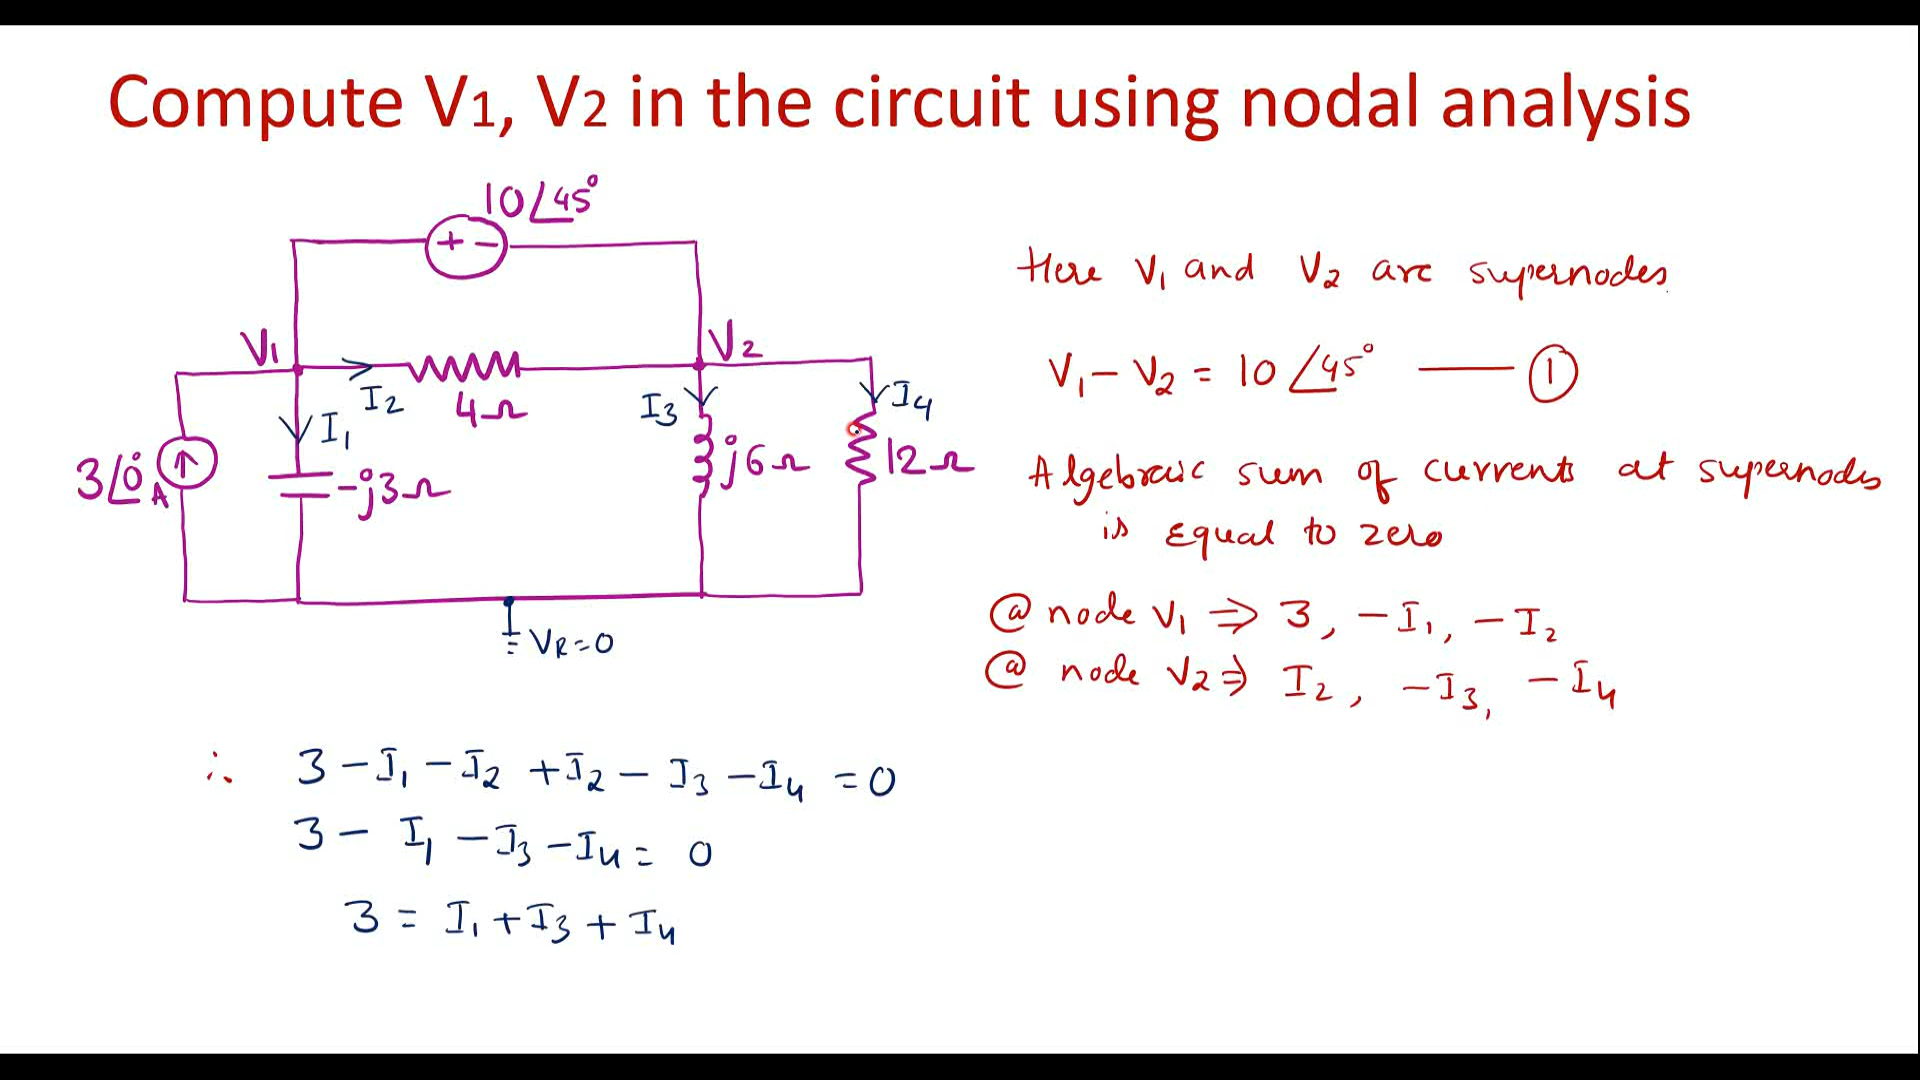 Compute V1, V2 in the circuit using nodal analysis
10∠45°
+ −
V1
V2
I2
4Ω
I1
I3
I4
3∠0° A
-j3Ω
j6Ω
12Ω
VR=0
Here V1 and V2 are supernodes.
V1 - V2 = 10∠45° —— ①
Algebraic sum of currents at supernodes
is equal to zero
@ node V1 ⇒ 3, -I1, -I2
@ node V2 ⇒ I2, -I3, -I4
∴ 3 - I1 - I2 + I2 - I3 - I4 = 0
3 - I1 - I3 - I4 = 0
3 = I1 + I3 + I4